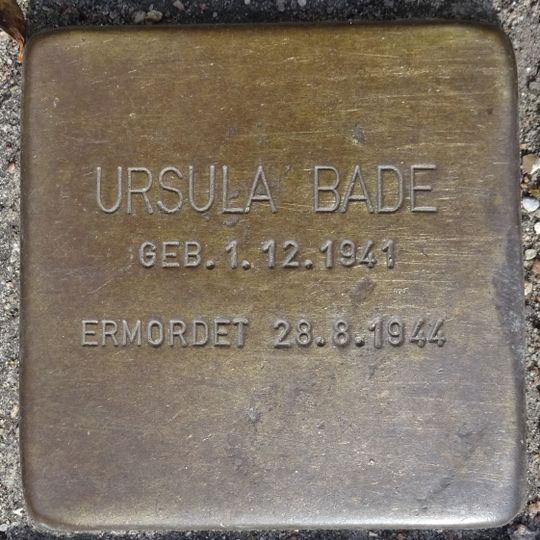 URSULA BADE
GEB. 1. 12. 1941
ERMORDET 28.8.1944